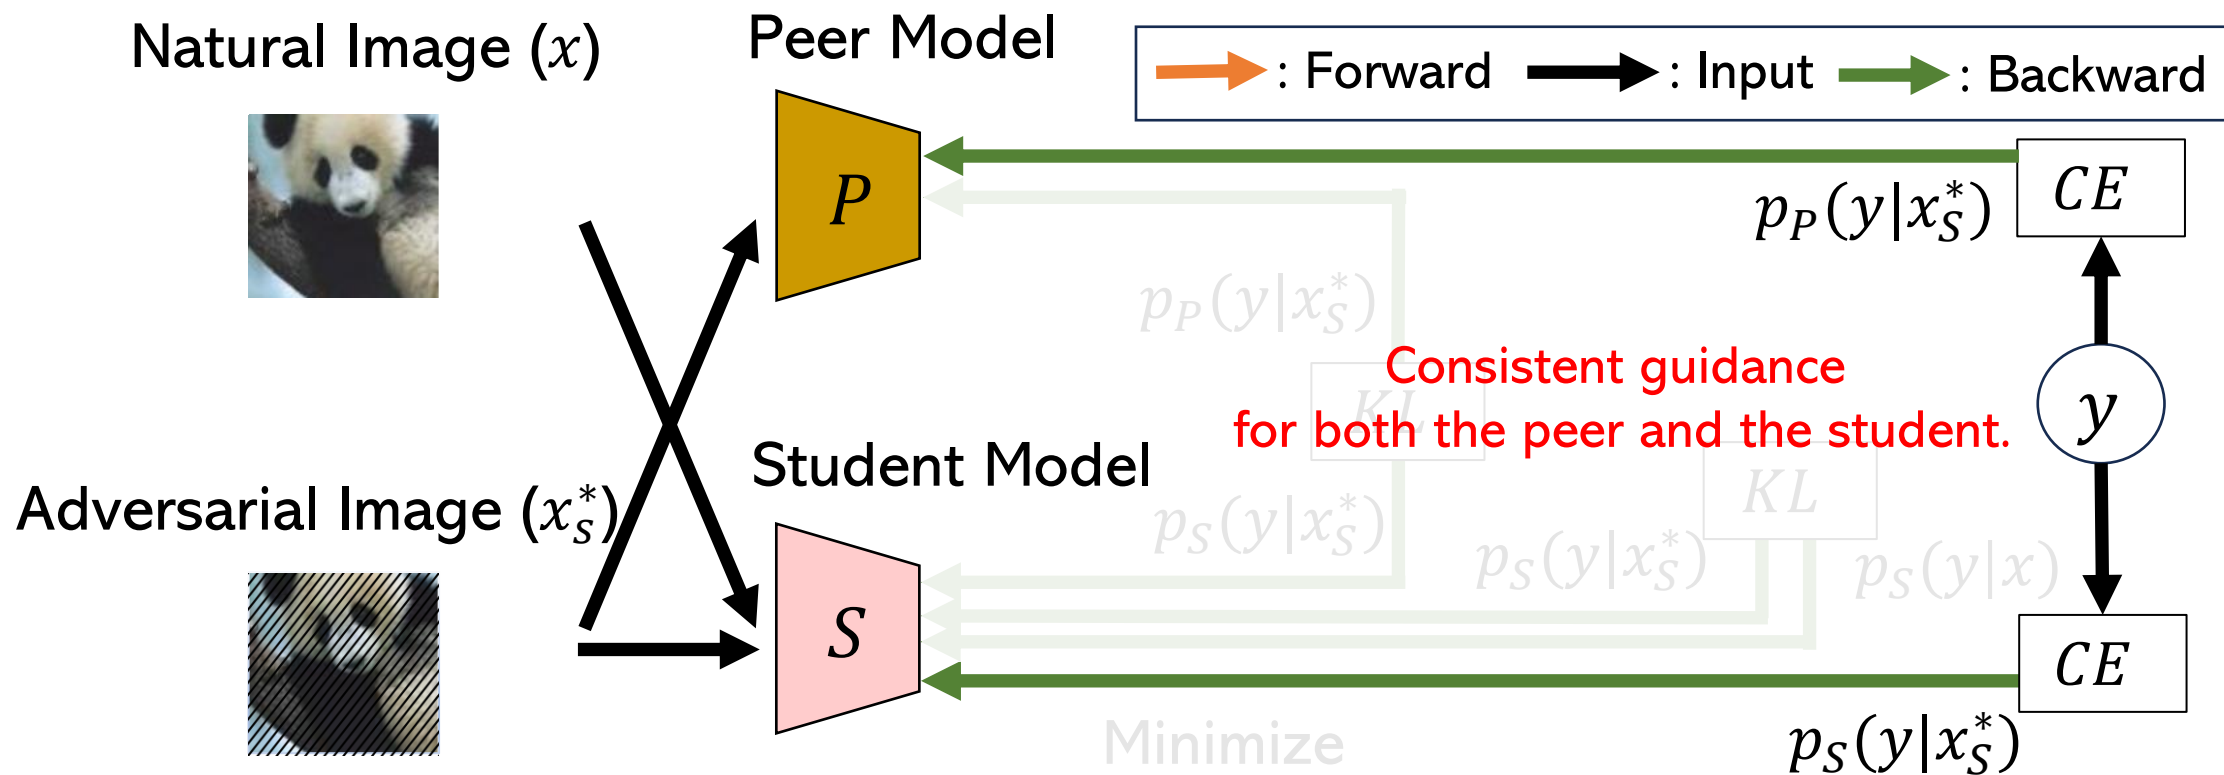 Natural Image (x)
Peer Model
: Forward
: Input
: Backward
P
CE
p_P(y|x_S^*)
p_P(y|x_S^*)
Consistent guidance
for both the peer and the student.
KL
y
Student Model
Adversarial Image (x_s^*)
KL
p_S(y|x_S^*)
p_S(y|x_S^*)
p_S(y|x)
S
CE
Minimize
p_S(y|x_S^*)